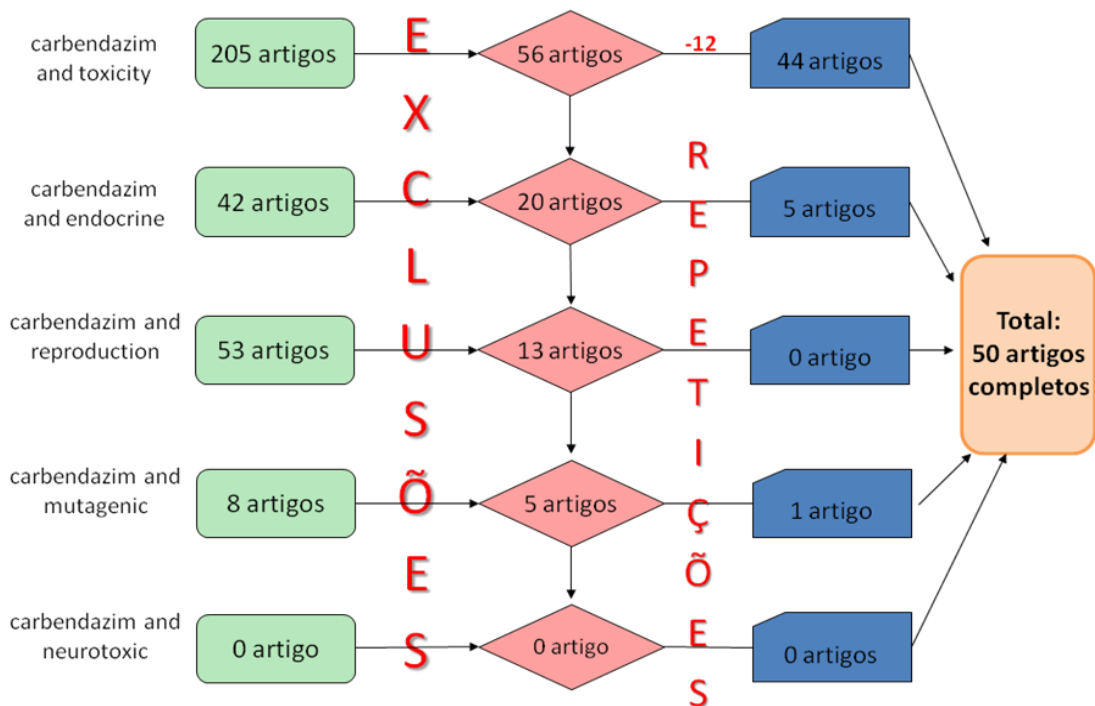 carbendazim
and toxicity
205 artigos
56 artigos
-12
44 artigos
carbendazim
and endocrine
42 artigos
20 artigos
5 artigos
carbendazim and
reproduction
53 artigos
13 artigos
0 artigo
carbendazim and
mutagenic
8 artigos
5 artigos
1 artigo
carbendazim and
neurotoxic
0 artigo
0 artigo
0 artigos
EXCLUSÕES
REPETIÇÕES
Total:
50 artigos
completos